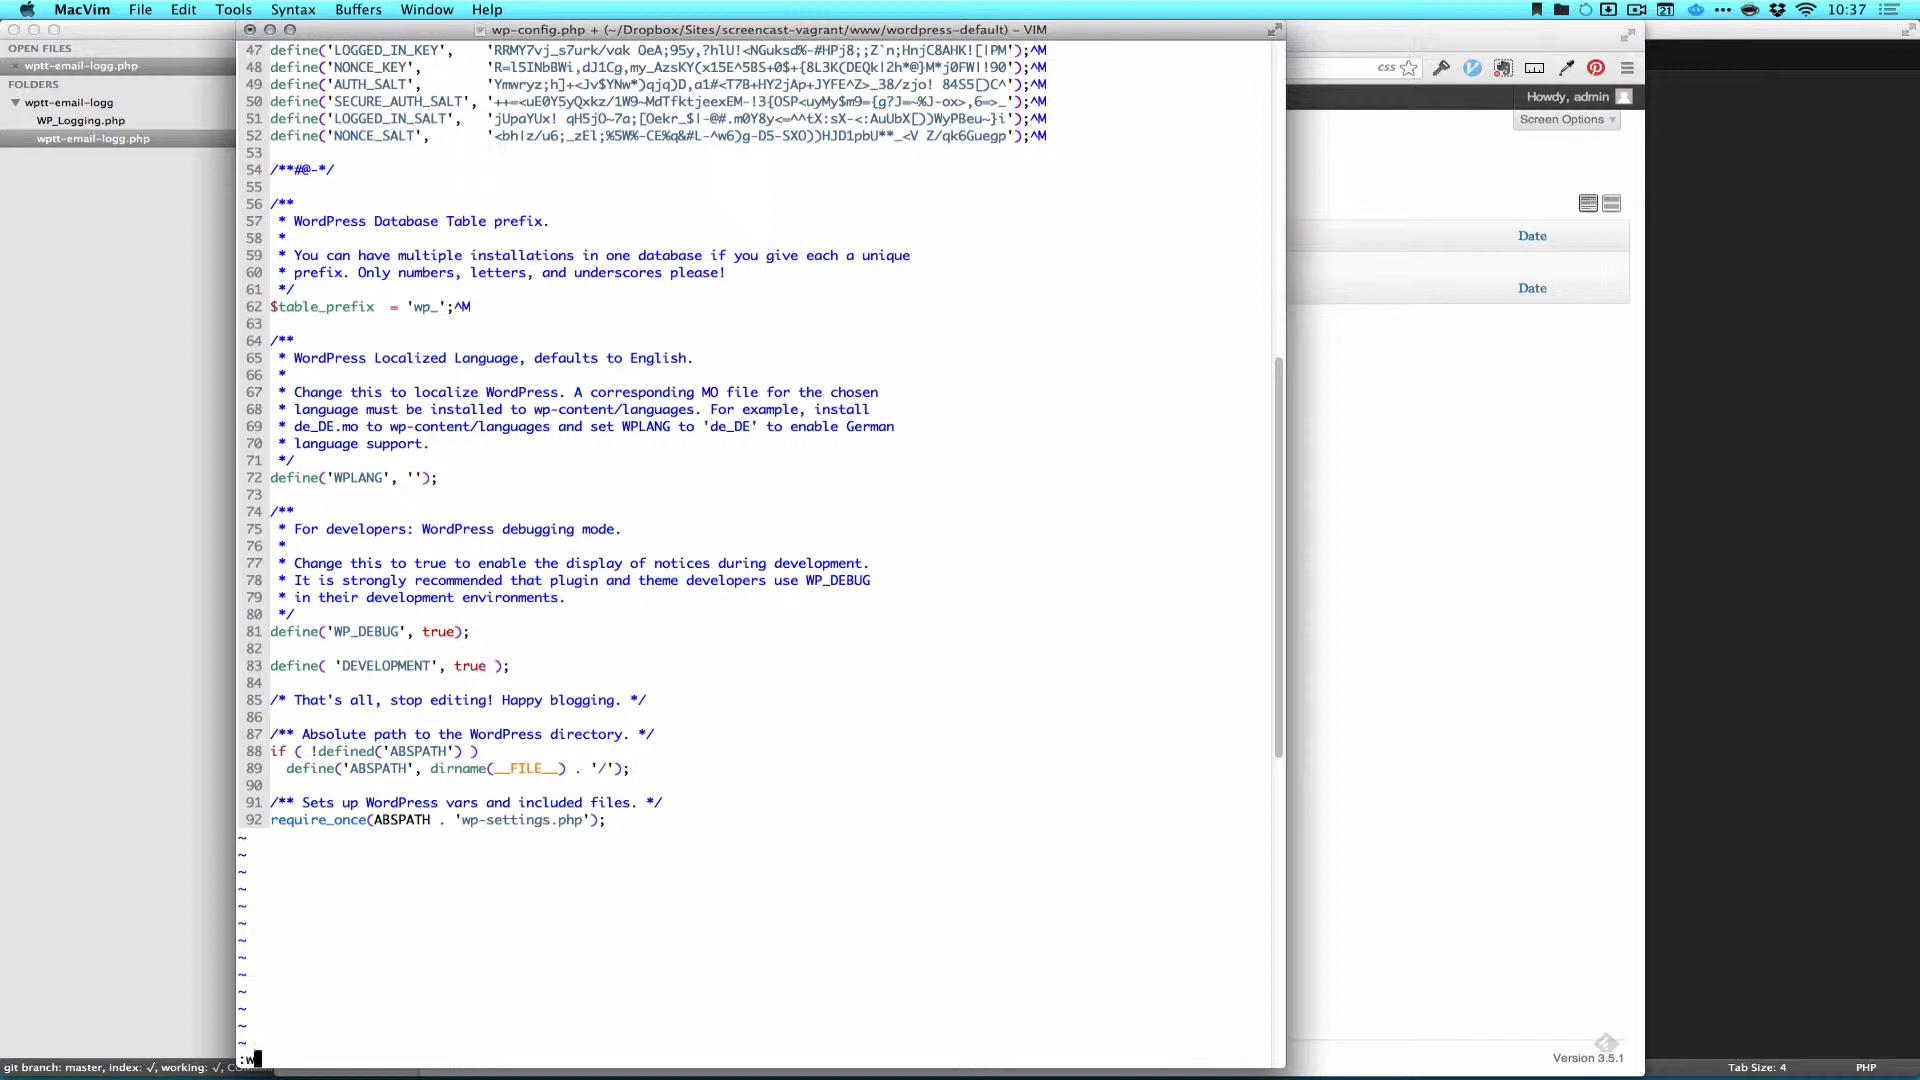 MacVim File Edit Tools Syntax Buffers Window Help
21
10:37
wp-config.php + (~/Dropbox/Sites/screencast-vagrant/www/wordpress-default) – VIM
OPEN FILES
wptt-email-logg.php
FOLDERS
wptt-email-logg
WP_Logging.php
wptt-email-logg.php
53
54 /**#@-*/
55
56 /**
57 * WordPress Database Table prefix.
58 *
59 * You can have multiple installations in one database if you give each a unique
60 * prefix. Only numbers, letters, and underscores please!
61 */
62 $table_prefix = 'wp_';^M
63
64 /**
65 * WordPress Localized Language, defaults to English.
66 *
67 * Change this to localize WordPress. A corresponding MO file for the chosen
68 * language must be installed to wp-content/languages. For example, install
69 * de_DE.mo to wp-content/languages and set WPLANG to 'de_DE' to enable German
70 * language support.
71 */
72 define('WPLANG', '');
73
74 /**
75 * For developers: WordPress debugging mode.
76 *
77 * Change this to true to enable the display of notices during development.
78 * It is strongly recommended that plugin and theme developers use WP_DEBUG
79 * in their development environments.
80 */
81 define('WP_DEBUG', true);
82
83 define( 'DEVELOPMENT', true );
84
85 /* That's all, stop editing! Happy blogging. */
86
87 /** Absolute path to the WordPress directory. */
88 if ( !defined('ABSPATH') )
89 define('ABSPATH', dirname(__FILE__) . '/');
90
91 /** Sets up WordPress vars and included files. */
92 require_once(ABSPATH . 'wp-settings.php');
:w
css
Howdy, admin
Screen Options
Date
Date
Version 3.5.1
git branch: master, index: √, working: √,
Tab Size: 4
PHP